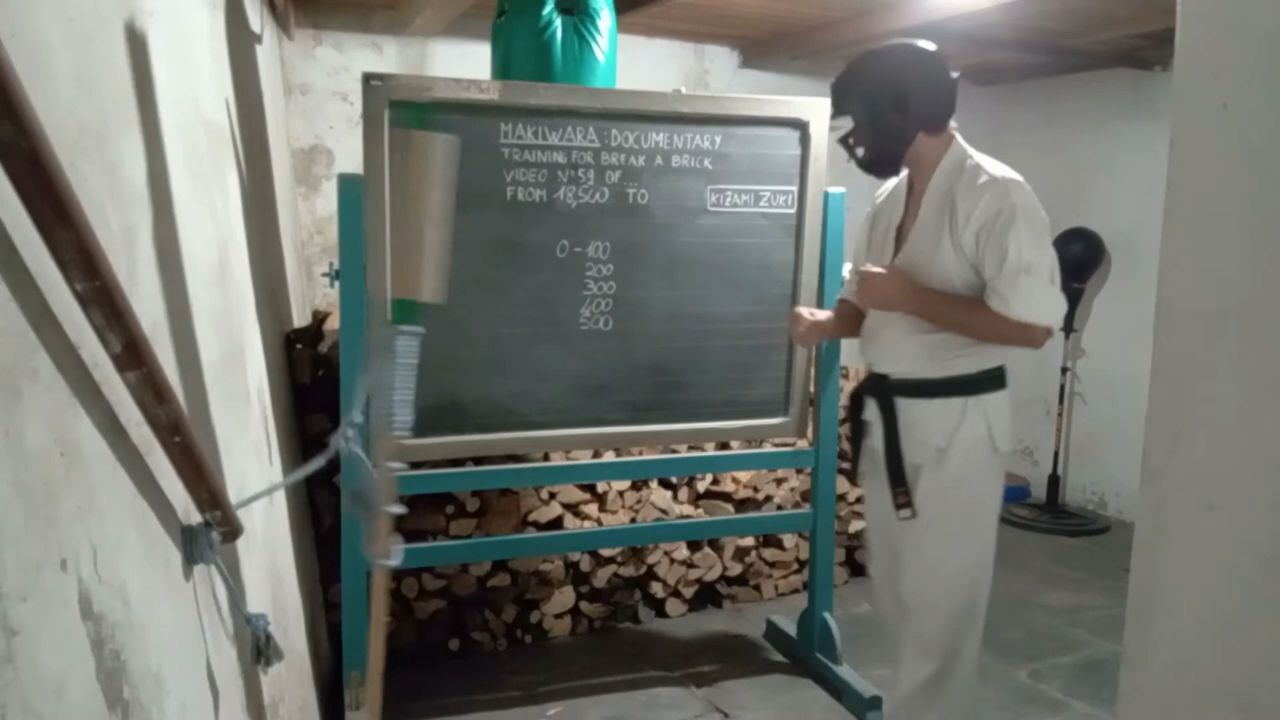 MAKIWARA : DOCUMENTARY
TRAINING FOR BREAK A BRICK
VIDEO N°59 OF...
FROM 18,500 TO
KIZAMI ZUKI
0-100
200
300
400
500